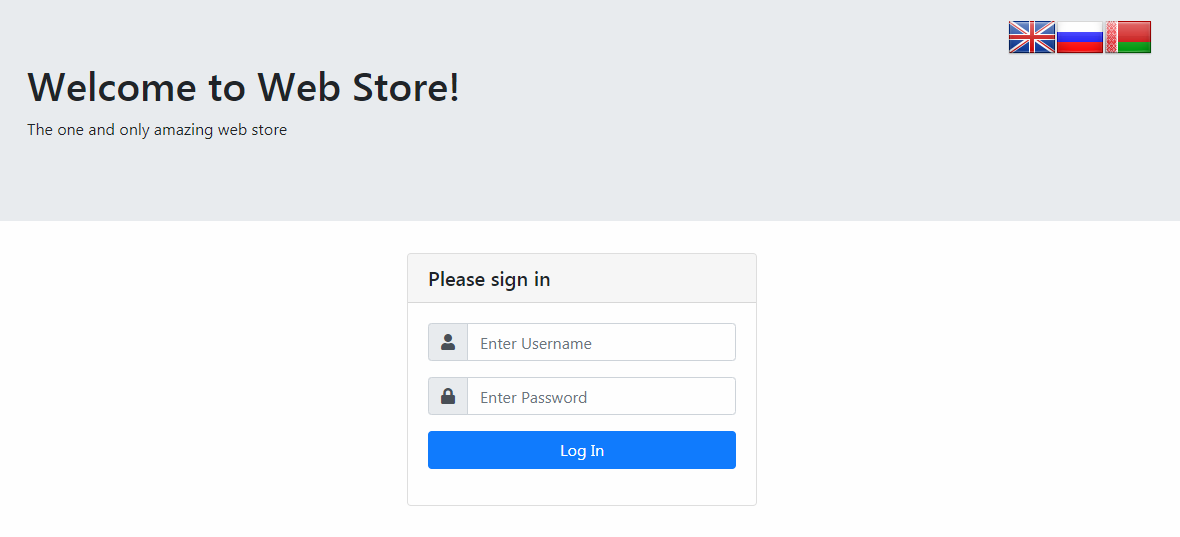 Welcome to Web Store!
The one and only amazing web store
Please sign in
Enter Username
Enter Password
Log In